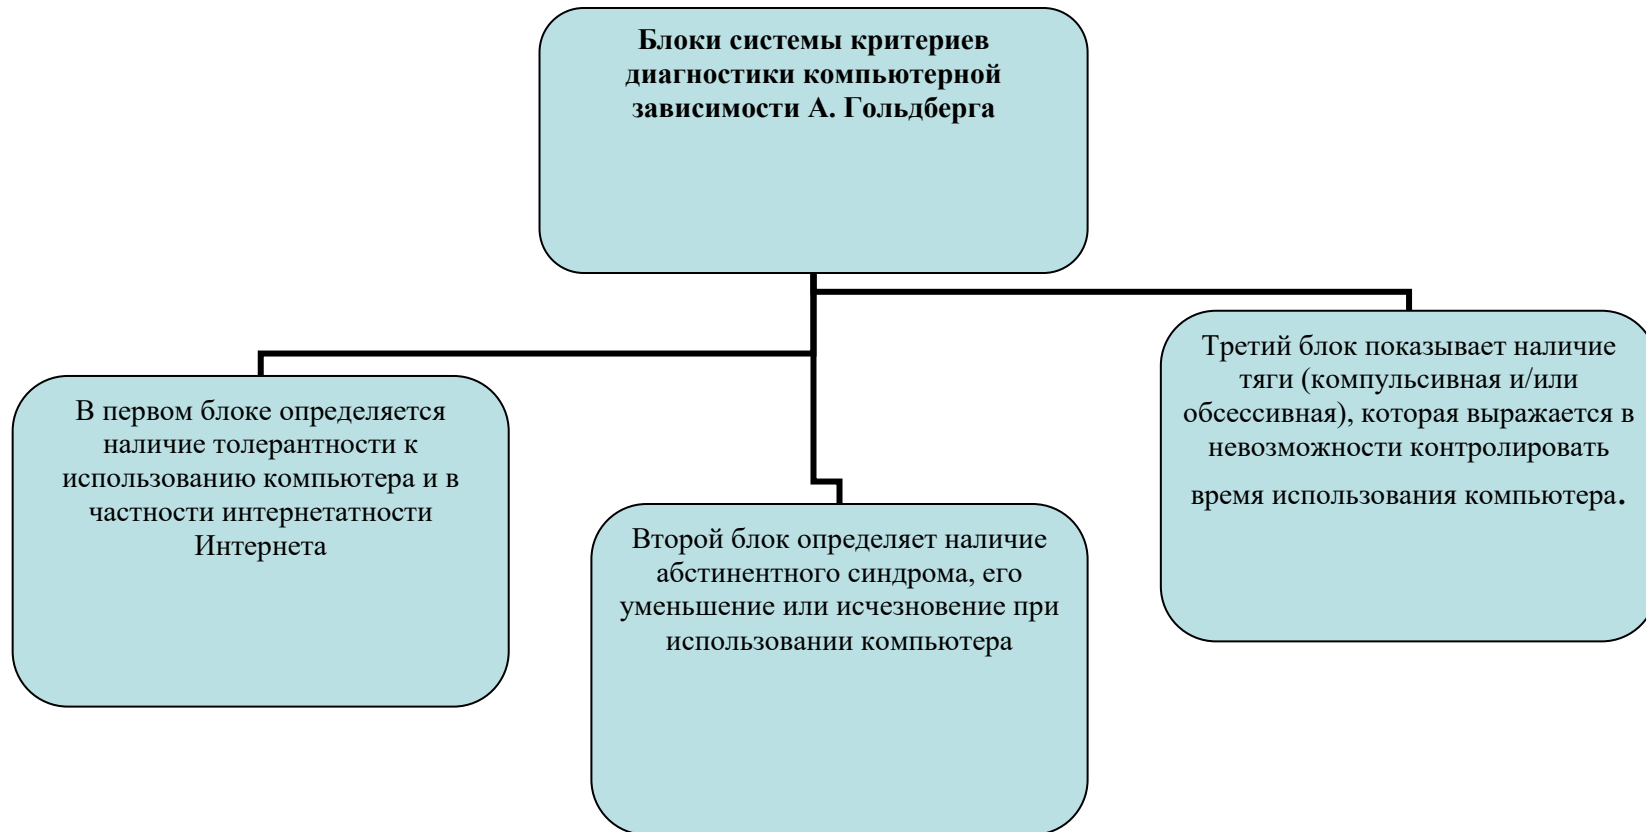 Блоки системы критериев
диагностики компьютерной
зависимости А. Гольдберга
В первом блоке определяется
наличие толерантности к
использованию компьютера и в
частности интернетатности
Интернета
Второй блок определяет наличие
абстинентного синдрома, его
уменьшение или исчезновение при
использовании компьютера
Третий блок показывает наличие
тяги (компульсивная и/или
обсессивная), которая выражается в
невозможности контролировать
время использования компьютера.